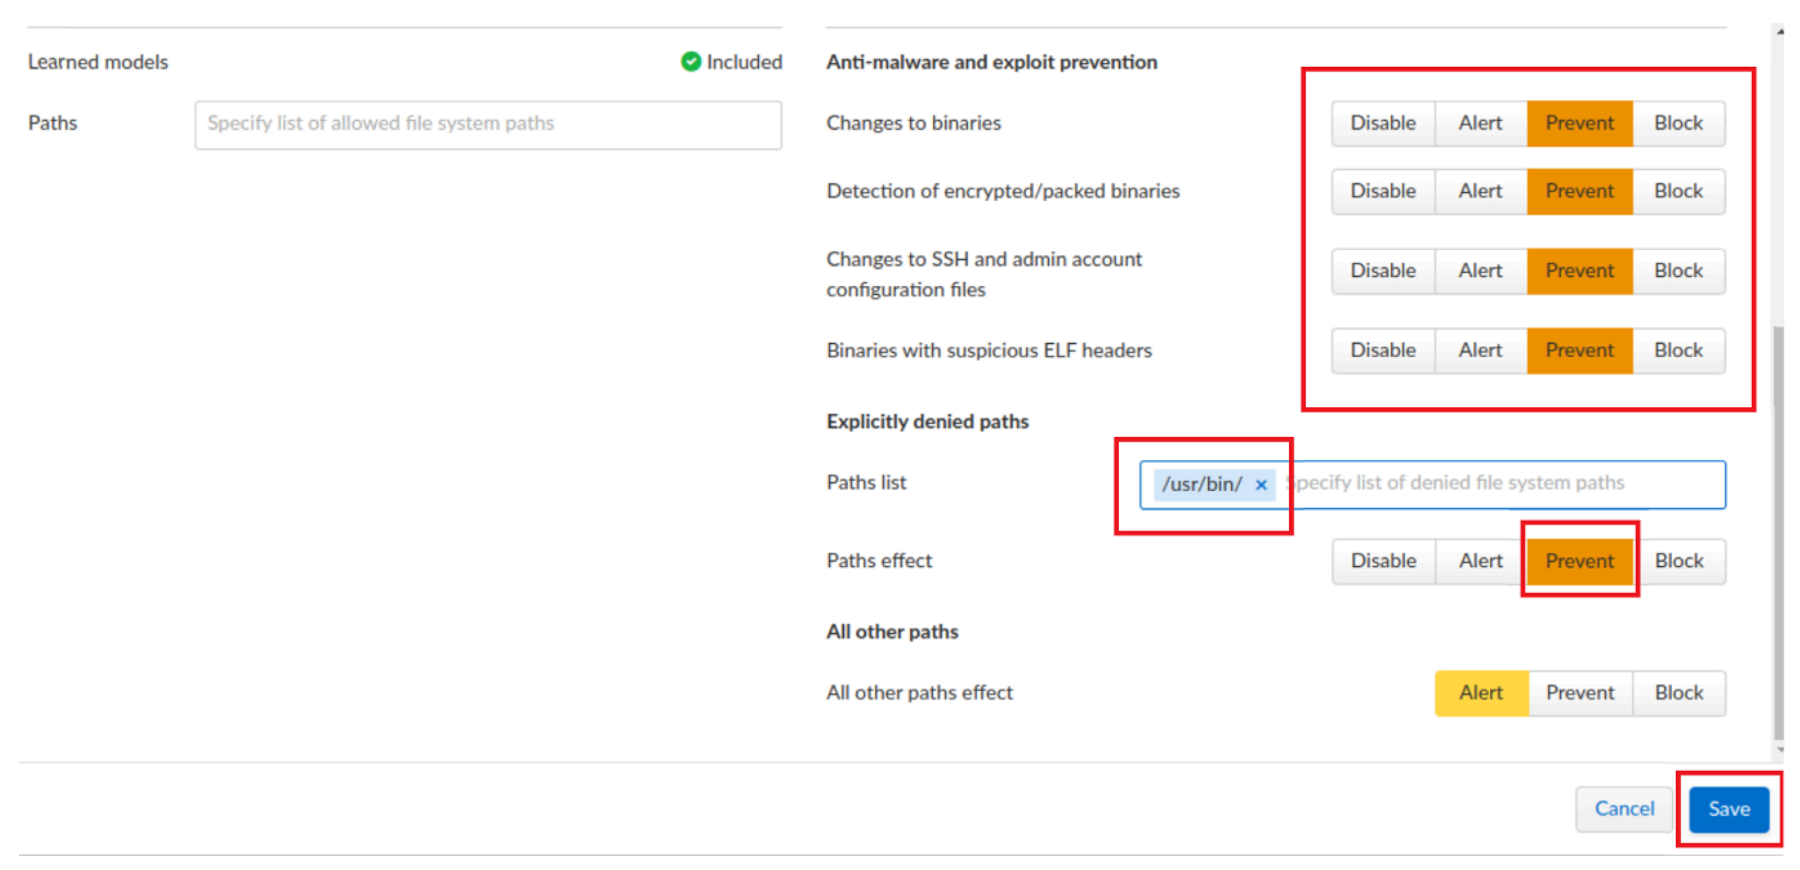 Learned models
Included
Paths
Specify list of allowed file system paths
Anti-malware and exploit prevention
Changes to binaries
Disable Alert Prevent Block
Detection of encrypted/packed binaries
Disable Alert Prevent Block
Changes to SSH and admin account
configuration files
Disable Alert Prevent Block
Binaries with suspicious ELF headers
Disable Alert Prevent Block
Explicitly denied paths
Paths list
/usr/bin/ × Specify list of denied file system paths
Paths effect
Disable Alert Prevent Block
All other paths
All other paths effect
Alert Prevent Block
Cancel Save